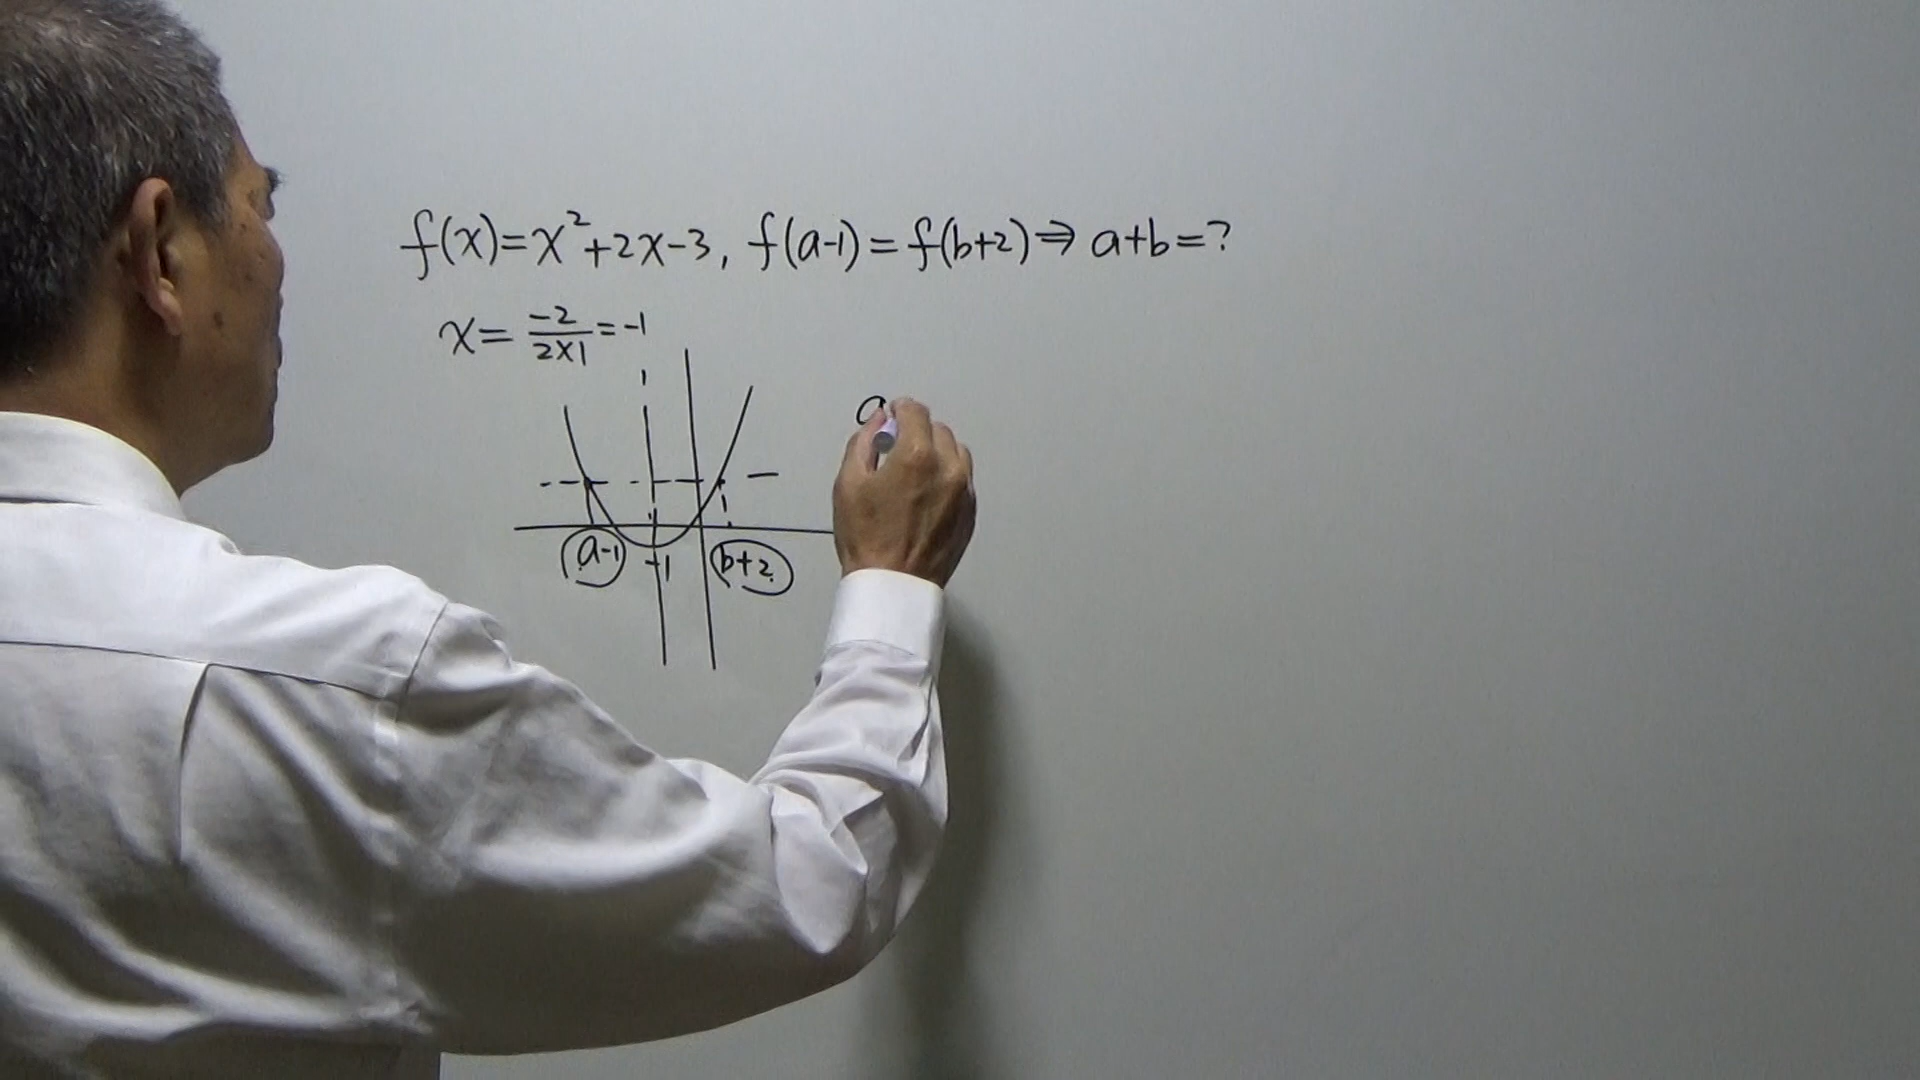 f(x)=x²+2x-3, f(a-1)=f(b+2)⇒a+b=?
x=-2/2×1=-1
a-1 -1 b+2
a